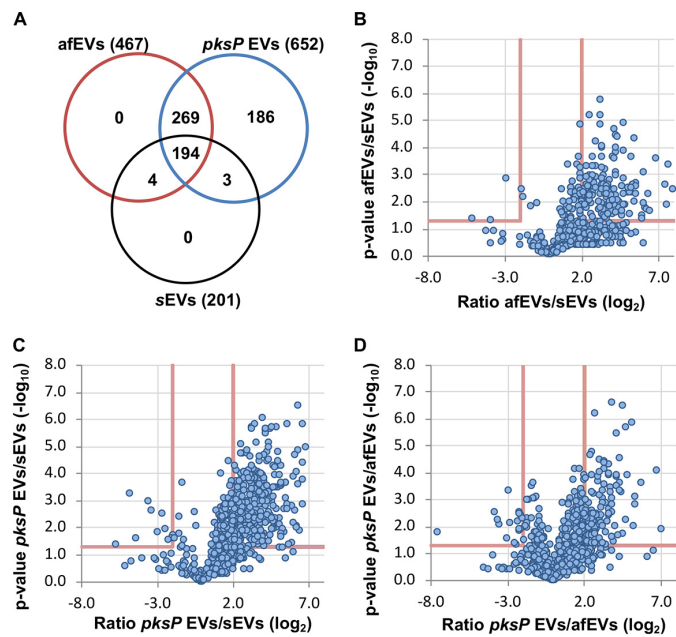 A
afEVs (467)
pksP EVs (652)
0
269
186
194
4
3
0
sEVs (201)
B
p-value afEVs/sEVs (-log10)
8.0
7.0
6.0
5.0
4.0
3.0
2.0
1.0
0.0
-8.0 -3.0 2.0 7.0
Ratio afEVs/sEVs (log2)
C
p-value pksP EVs/sEVs (-log10)
8.0
7.0
6.0
5.0
4.0
3.0
2.0
1.0
0.0
-8.0 -3.0 2.0 7.0
Ratio pksP EVs/sEVs (log2)
D
p-value pksP EVs/afEVs (-log10)
8.0
7.0
6.0
5.0
4.0
3.0
2.0
1.0
0.0
-8.0 -3.0 2.0 7.0
Ratio pksP EVs/afEVs (log2)